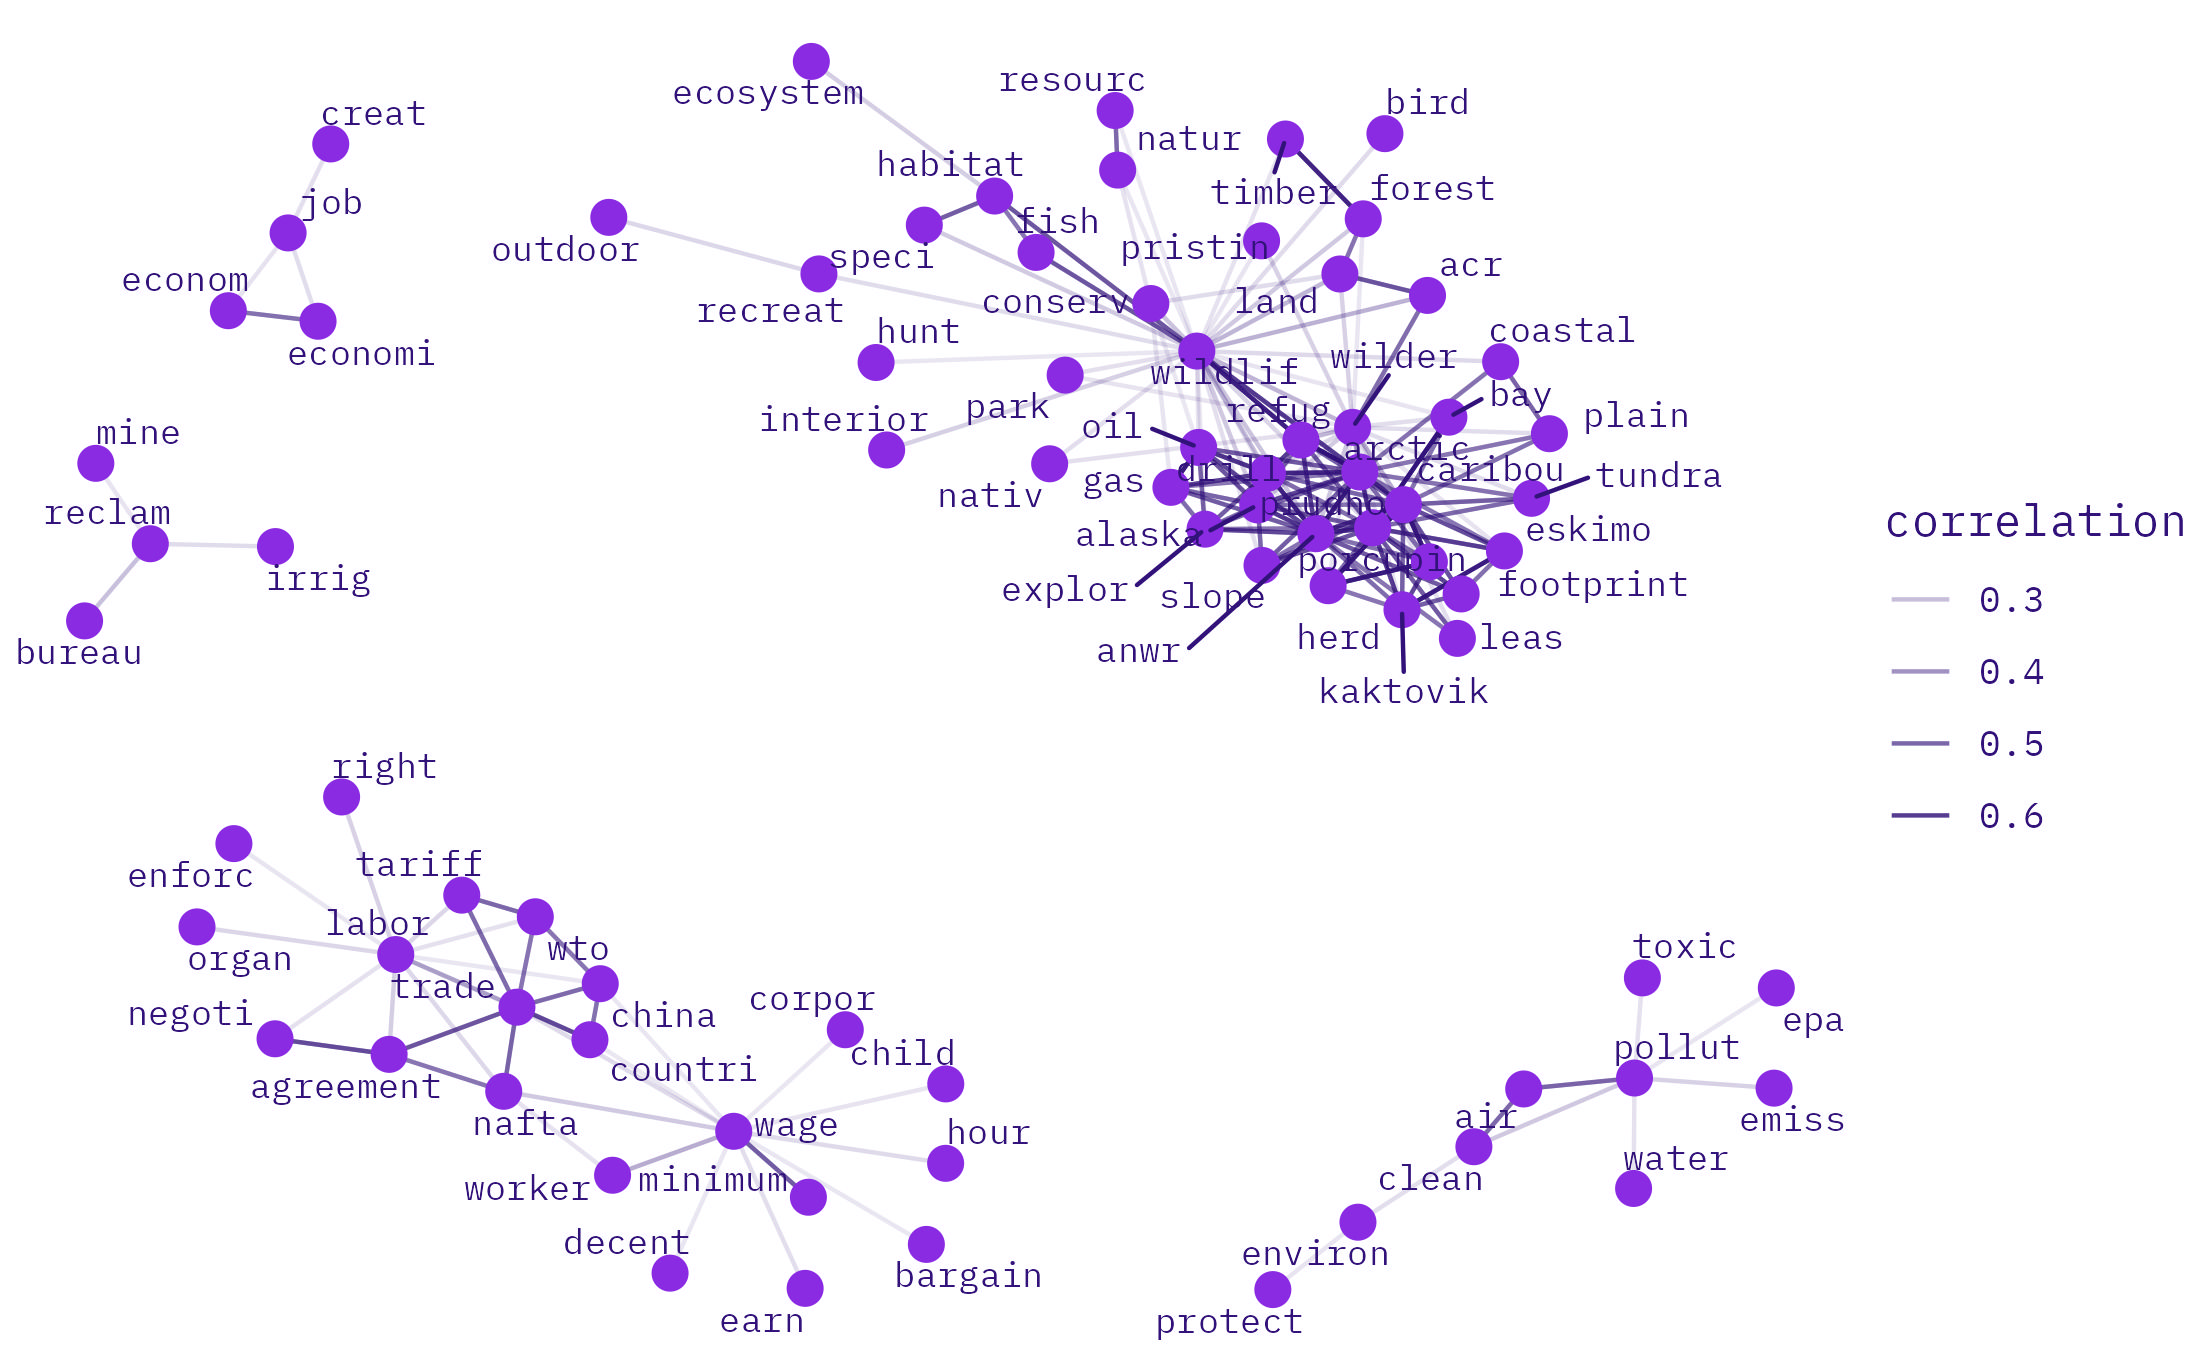 creat
job
econom
economi
mine
reclam
irrig
bureau
ecosystem
resourc
natur
bird
timber
forest
habitat
fish
speci
pristin
outdoor
recreat
conserv
land
acr
hunt
wildlif
wilder
coastal
bay
plain
interior
park
oil
refug
arctic
caribou
tundra
nativ
gas
drill
prudho
alaska
eskimo
explor
slope
porcupin
footprint
anwr
herd
leas
kaktovik
correlation
0.3
0.4
0.5
0.6
right
enforc
tariff
labor
organ
wto
trade
negoti
china
countri
agreement
nafta
corpor
child
wage
hour
worker
minimum
decent
earn
bargain
toxic
epa
pollut
air
emiss
clean
water
environ
protect